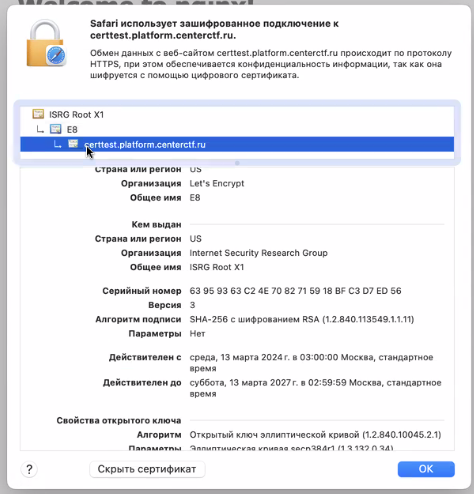 Welcome to nginx!
Safari использует зашифрованное подключение к
certtest.platform.centerctf.ru.
Обмен данных с веб-сайтом certtest.platform.centerctf.ru происходит по протоколу
HTTPS, при этом обеспечивается конфиденциальность информации, так как она
шифруется с помощью цифрового сертификата.
ISRG Root X1
E8
certtest.platform.centerctf.ru
Страна или регион US
Организация Let's Encrypt
Общее имя E8
Кем выдан
Страна или регион US
Организация Internet Security Research Group
Общее имя ISRG Root X1
Серийный номер 63 95 93 63 C2 4E 70 82 71 59 18 BF C3 D7 ED 56
Версия 3
Алгоритм подписи SHA-256 с шифрованием RSA (1.2.840.113549.1.1.11)
Параметры Нет
Действителен с среда, 13 марта 2024 г. в 03:00:00 Москва, стандартное
время
Действителен до суббота, 13 марта 2027 г. в 02:59:59 Москва, стандартное
время
Свойства открытого ключа
Алгоритм Открытый ключ эллиптической кривой (1.2.840.10045.2.1)
Параметры Эллиптическая кривая secp384r1 (1.3.132.0.34)
? Скрыть сертификат OK